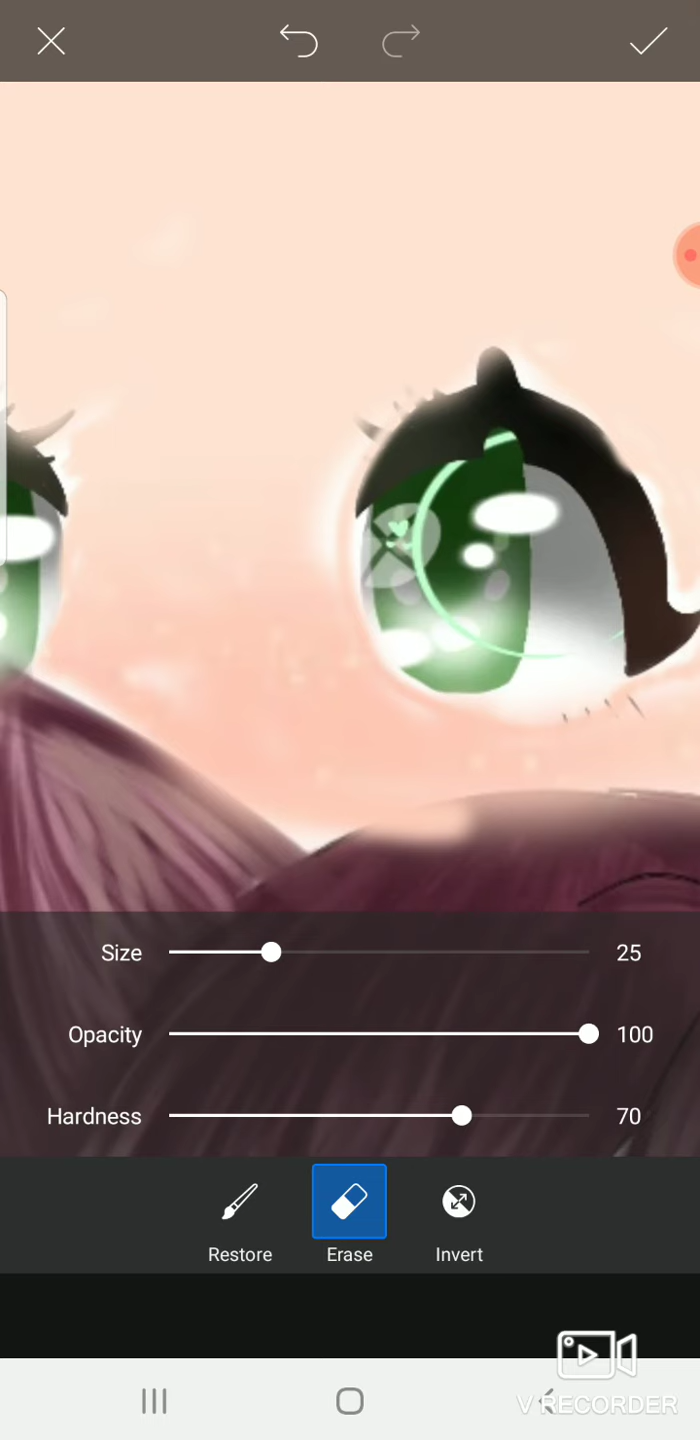 Size 25
Opacity 100
Hardness 70
Restore Erase Invert
V RECORDER